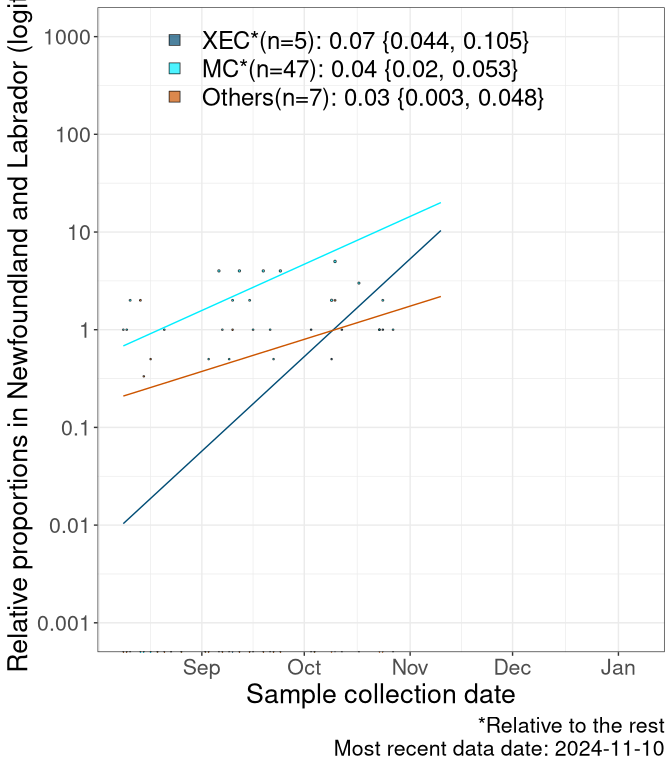 Relative proportions in Newfoundland and Labrador (logit
1000
100
10
1
0.1
0.01
0.001
XEC*(n=5): 0.07 {0.044, 0.105}
MC*(n=47): 0.04 {0.02, 0.053}
Others(n=7): 0.03 {0.003, 0.048}
Sep Oct Nov Dec Jan
Sample collection date
*Relative to the rest
Most recent data date: 2024-11-10